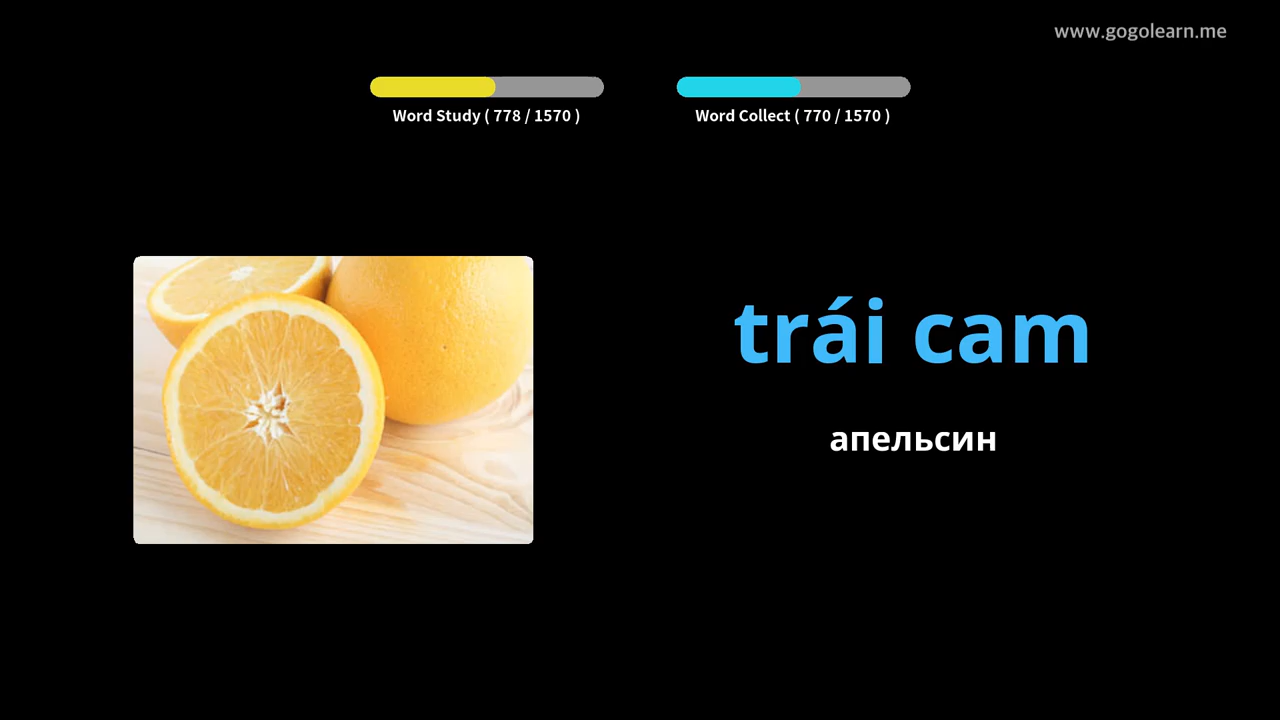 www.gogolearn.me
Word Study ( 778 / 1570 )
Word Collect ( 770 / 1570 )
trái cam
апельсин